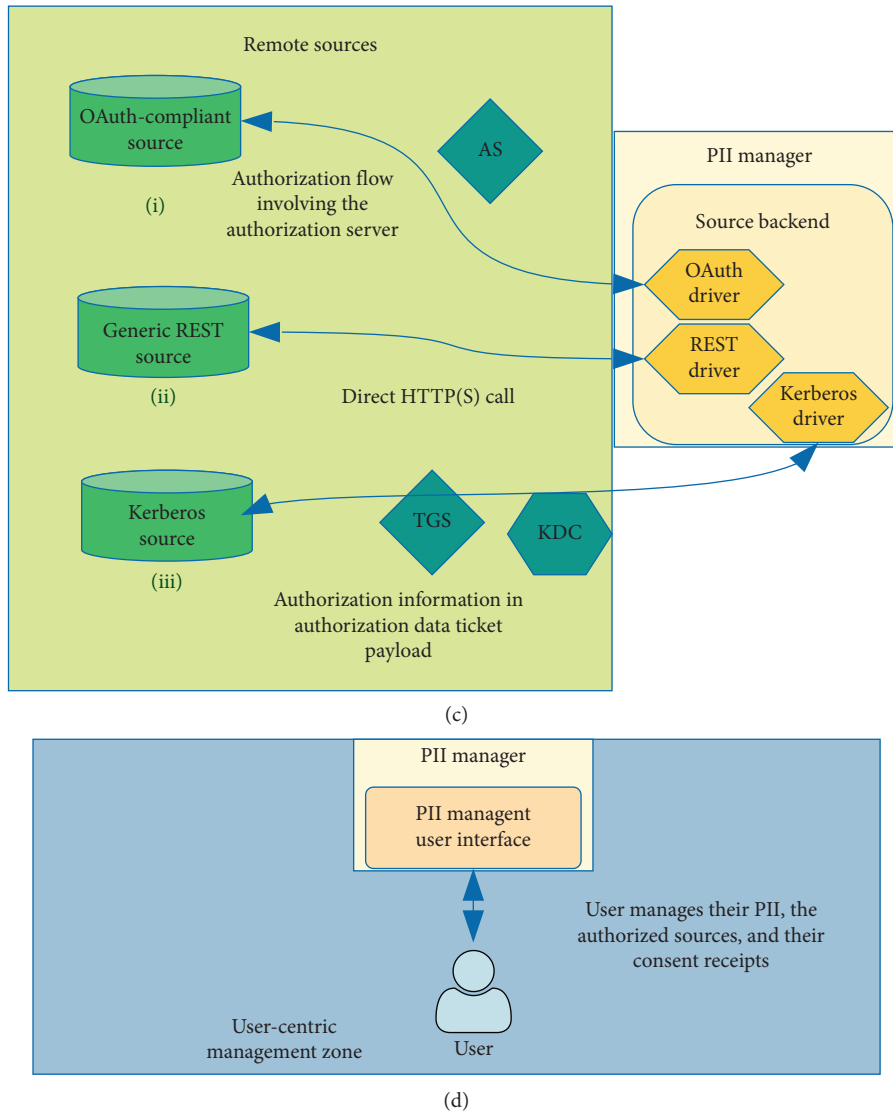 Remote sources
OAuth-compliant
source
(i)
AS
Authorization flow
involving the
authorization server
PII manager
Source backend
OAuth
driver
Generic REST
source
(ii)
REST
driver
Direct HTTP(S) call
Kerberos
driver
Kerberos
source
(iii)
TGS
KDC
Authorization information in
authorization data ticket
payload
(c)
PII manager
PII managent
user interface
User manages their PII, the
authorized sources, and their
consent receipts
User-centric
management zone
User
(d)